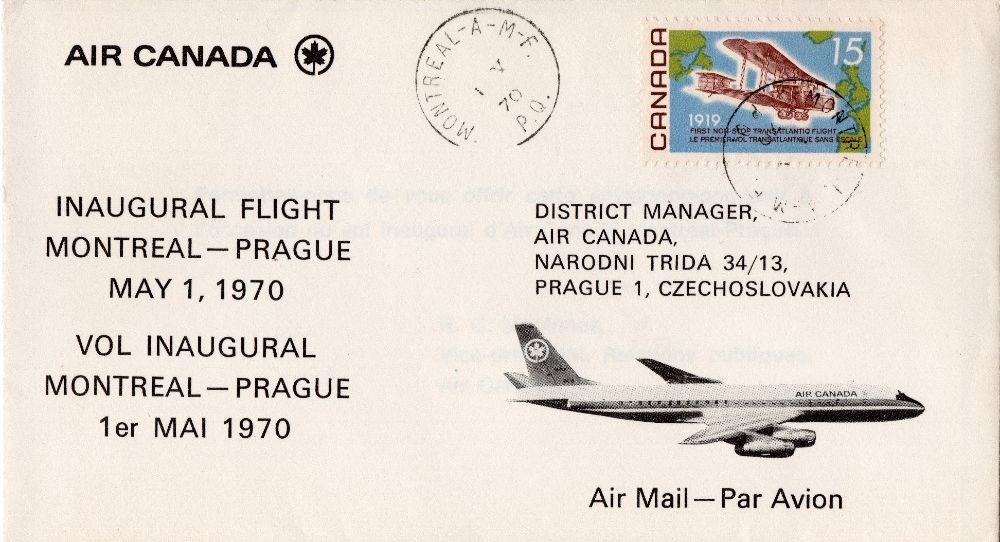 AIR CANADA
MONTREAL-A-M-F.
1 V 70
P.Q.
CANADA
15
1919
FIRST NON-STOP TRANSATLANTIC FLIGHT
LE PREMIER VOL TRANSATLANTIQUE SANS ESCALE
INAUGURAL FLIGHT
MONTREAL — PRAGUE
MAY 1, 1970
VOL INAUGURAL
MONTREAL — PRAGUE
1er MAI 1970
DISTRICT MANAGER,
AIR CANADA,
NARODNI TRIDA 34/13,
PRAGUE 1, CZECHOSLOVAKIA
AIR CANADA
Air Mail — Par Avion